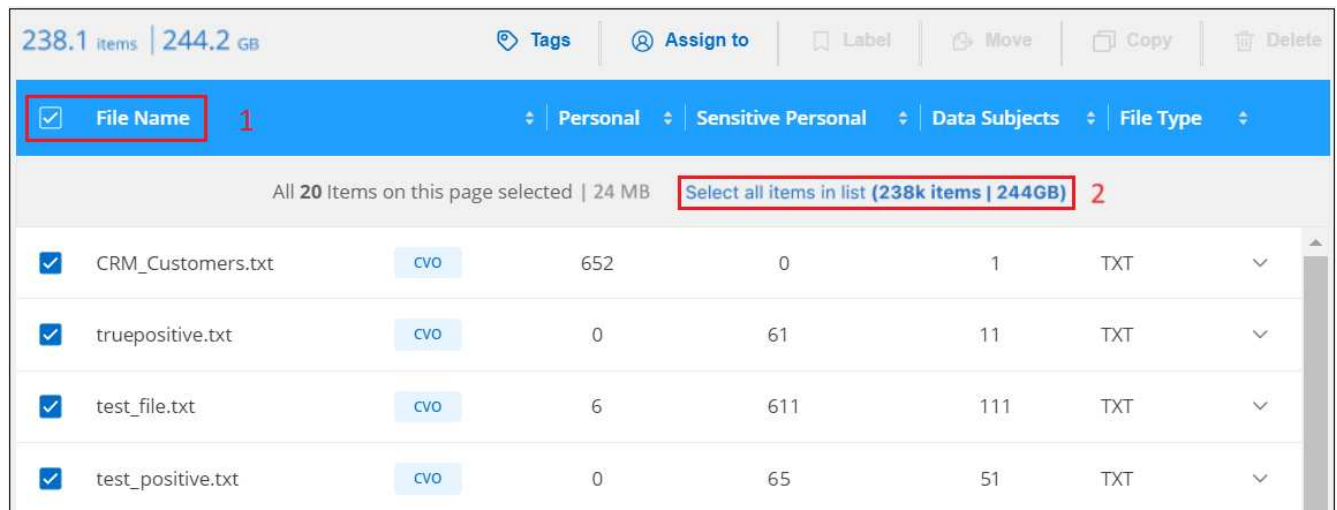 238.1 items | 244.2 GB Tags Assign to Label Move Copy Delete
File Name 1 Personal Sensitive Personal Data Subjects File Type
All 20 Items on this page selected | 24 MB Select all items in list (238k items | 244GB) 2
CRM_Customers.txt CVO 652 0 1 TXT
truepositive.txt CVO 0 61 11 TXT
test_file.txt CVO 6 611 111 TXT
test_positive.txt CVO 0 65 51 TXT